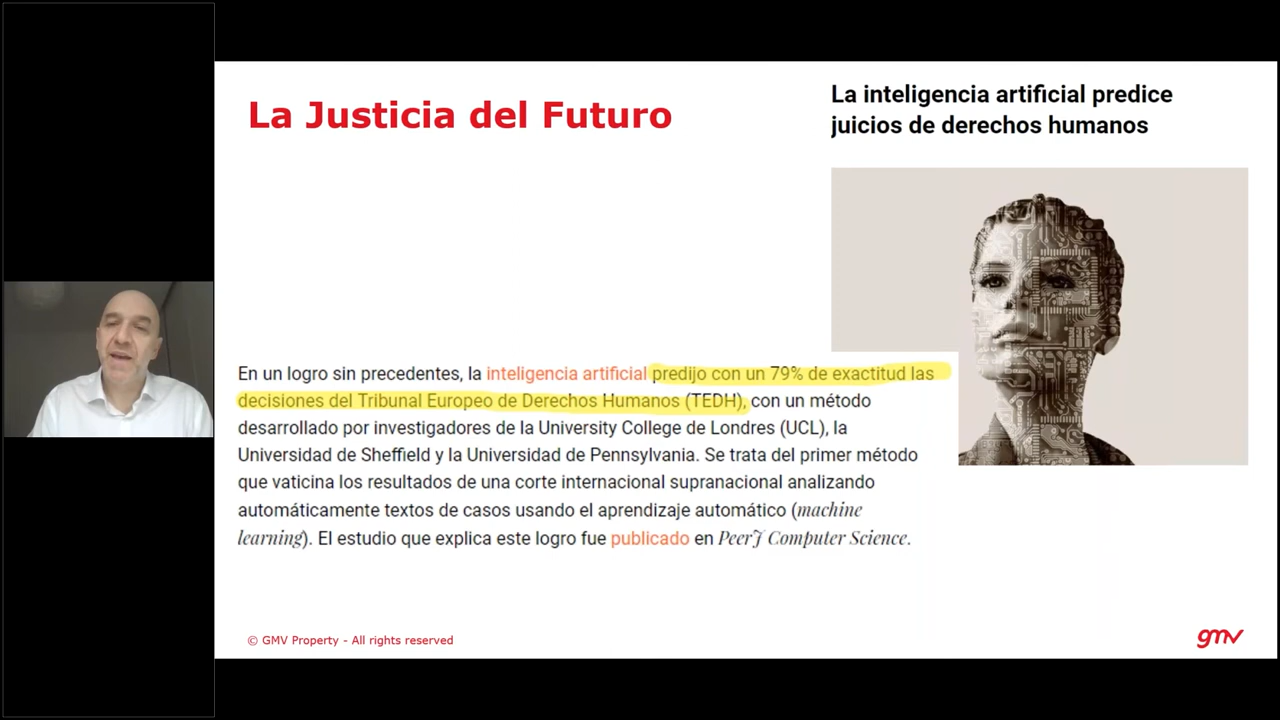 La Justicia del Futuro
La inteligencia artificial predice
juicios de derechos humanos
En un logro sin precedentes, la inteligencia artificial predijo con un 79% de exactitud las
decisiones del Tribunal Europeo de Derechos Humanos (TEDH), con un método
desarrollado por investigadores de la University College de Londres (UCL), la
Universidad de Sheffield y la Universidad de Pennsylvania. Se trata del primer método
que vaticina los resultados de una corte internacional supranacional analizando
automáticamente textos de casos usando el aprendizaje automático (machine
learning). El estudio que explica este logro fue publicado en PeerJ Computer Science.
© GMV Property - All rights reserved
gmv